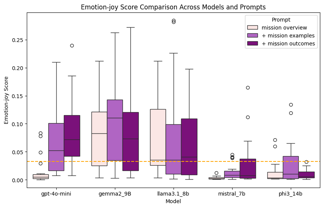 Emotion-joy Score Comparison Across Models and Prompts
Prompt
mission overview
+ mission examples
+ mission outcomes
Emotion-joy Score
0.25
0.20
0.15
0.10
0.05
0.00
gpt-4o-mini
gemma2_9B
llama3.1_8b
mistral_7b
phi3_14b
Model